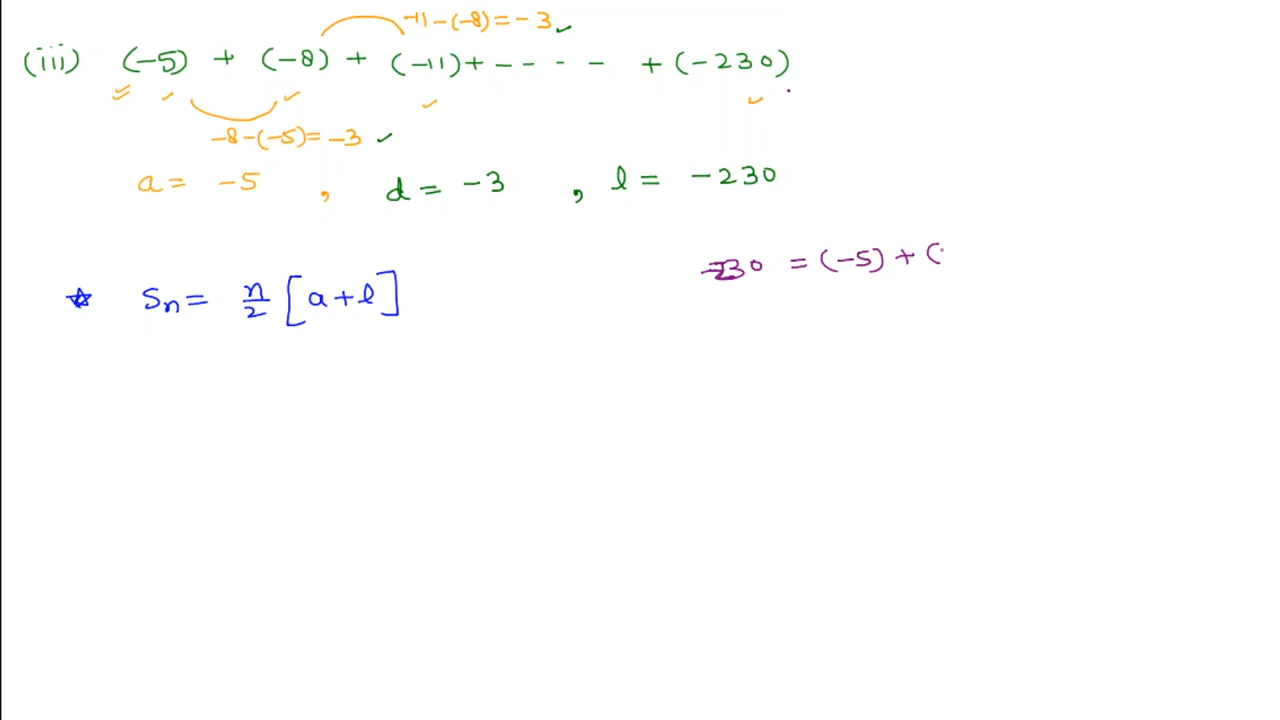 -11-(-8)=-3 ✓
(iii) (-5) + (-8) + (-11)+ - - - - + (-230)
-8-(-5)=-3 ✓
a = -5 , d = -3 , l = -230
-230 = (-5) + (
☆ Sn = n/2 [a+l]